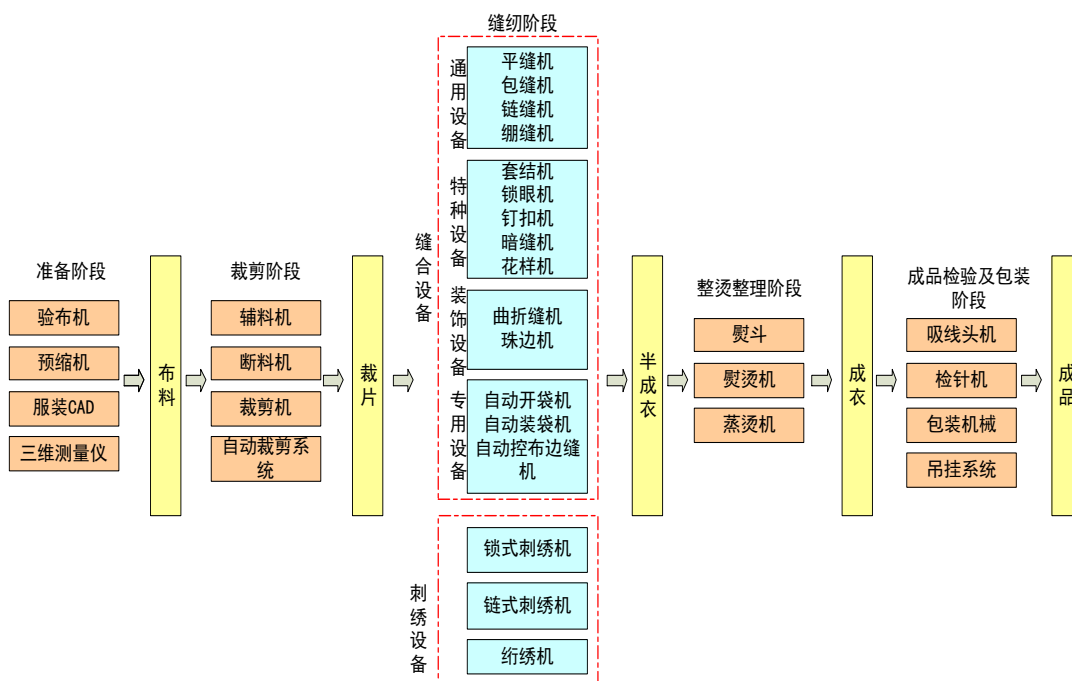 准备阶段
验布机
预缩机
服装CAD
三维测量仪
布料
裁剪阶段
辅料机
断料机
裁剪机
自动裁剪系
统
裁片
缝纫阶段
缝合设备
通用设备
平缝机
包缝机
链缝机
绷缝机
特种设备
套结机
锁眼机
钉扣机
暗缝机
花样机
装饰设备
曲折缝机
珠边机
专用设备
自动开袋机
自动装袋机
自动控布边缝
机
刺绣设备
锁式刺绣机
链式刺绣机
绗绣机
半成衣
整烫整理阶段
熨斗
熨烫机
蒸烫机
成衣
成品检验及包装
阶段
吸线头机
检针机
包装机械
吊挂系统
成品